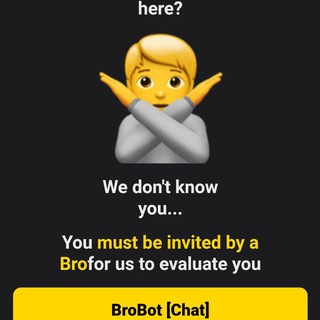 here?
We don't know
you...
You must be invited by a
Brofor us to evaluate you
BroBot [Chat]